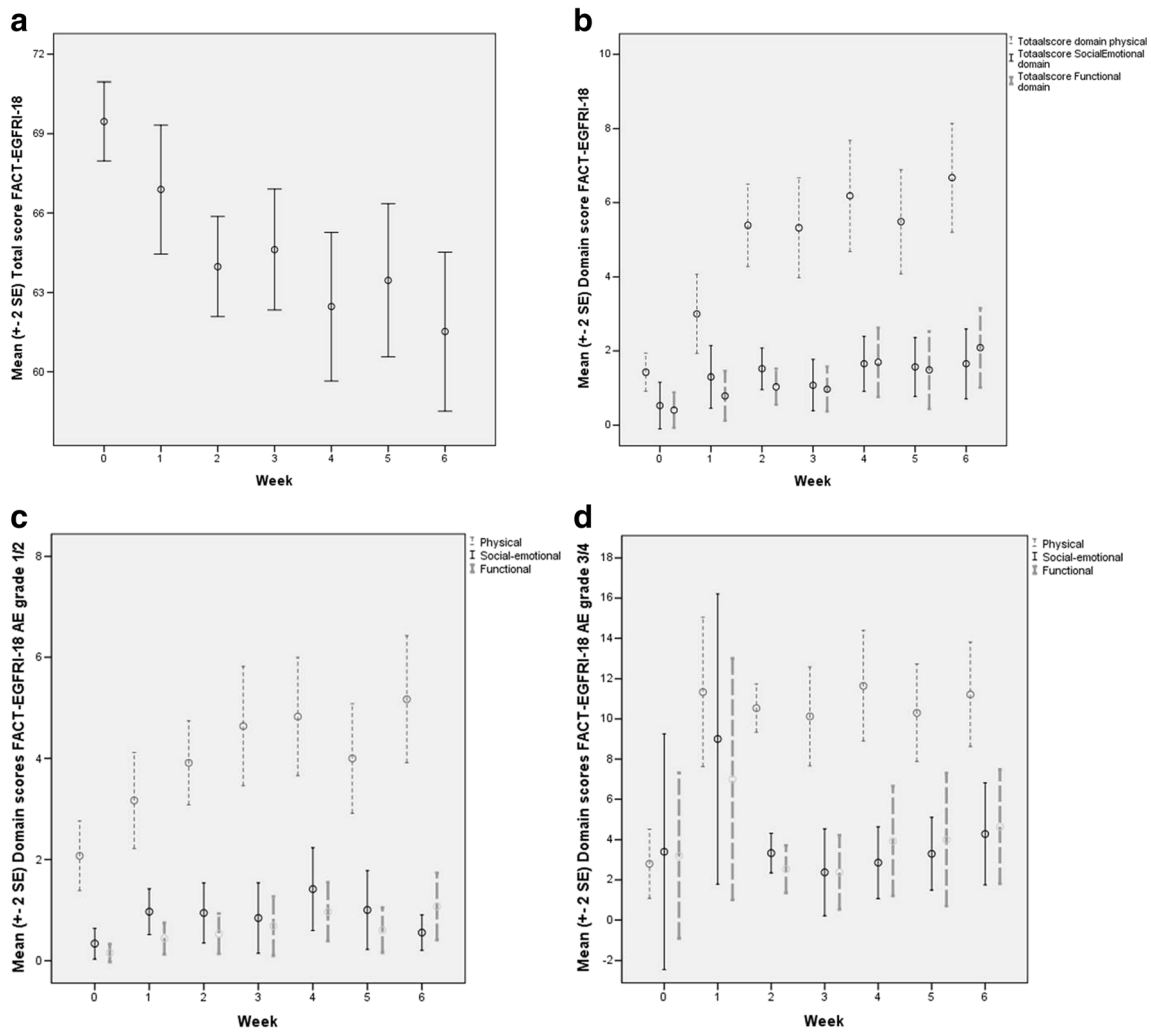 a
Mean (+- 2 SE) Total score FACT-EGFRI-18
72
69
66
63
60
0 1 2 3 4 5 6
Week
b
Mean (+- 2 SE) Domain score FACT-EGFRI-18
10
8
6
4
2
0
0 1 2 3 4 5 6
Week
Totaalscore domain physical
Totaalscore SocialEmotional
domain
Totaalscore Functional
domain
c
Mean (+- 2 SE) Domain scores FACT-EGFRI-18 AE grade 1/2
8
6
4
2
0
0 1 2 3 4 5 6
Week
Physical
Social-emotional
Functional
d
Mean (+- 2 SE) Domain scores FACT-EGFRI-18 AE grade 3/4
18
16
14
12
10
8
6
4
2
0
-2
0 1 2 3 4 5 6
Week
Physical
Social-emotional
Functional